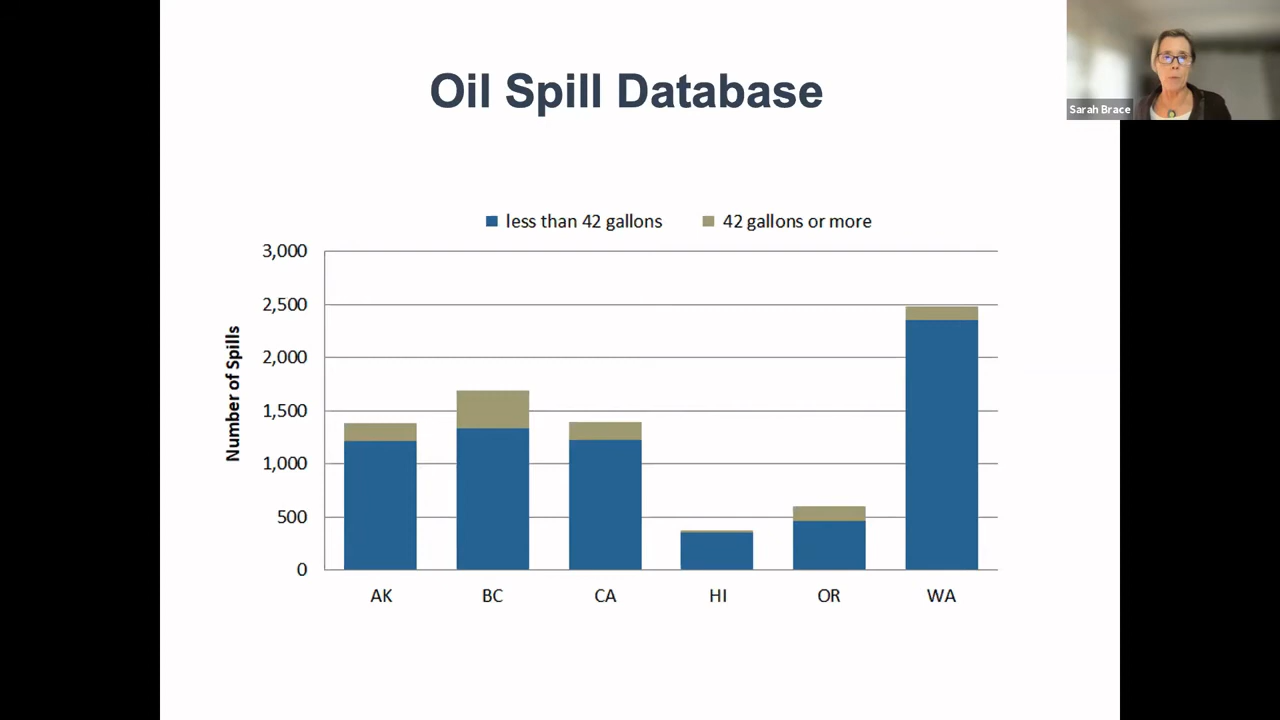 Oil Spill Database
Sarah Brace
less than 42 gallons 42 gallons or more
Number of Spills
3,000
2,500
2,000
1,500
1,000
500
0
AK BC CA HI OR WA